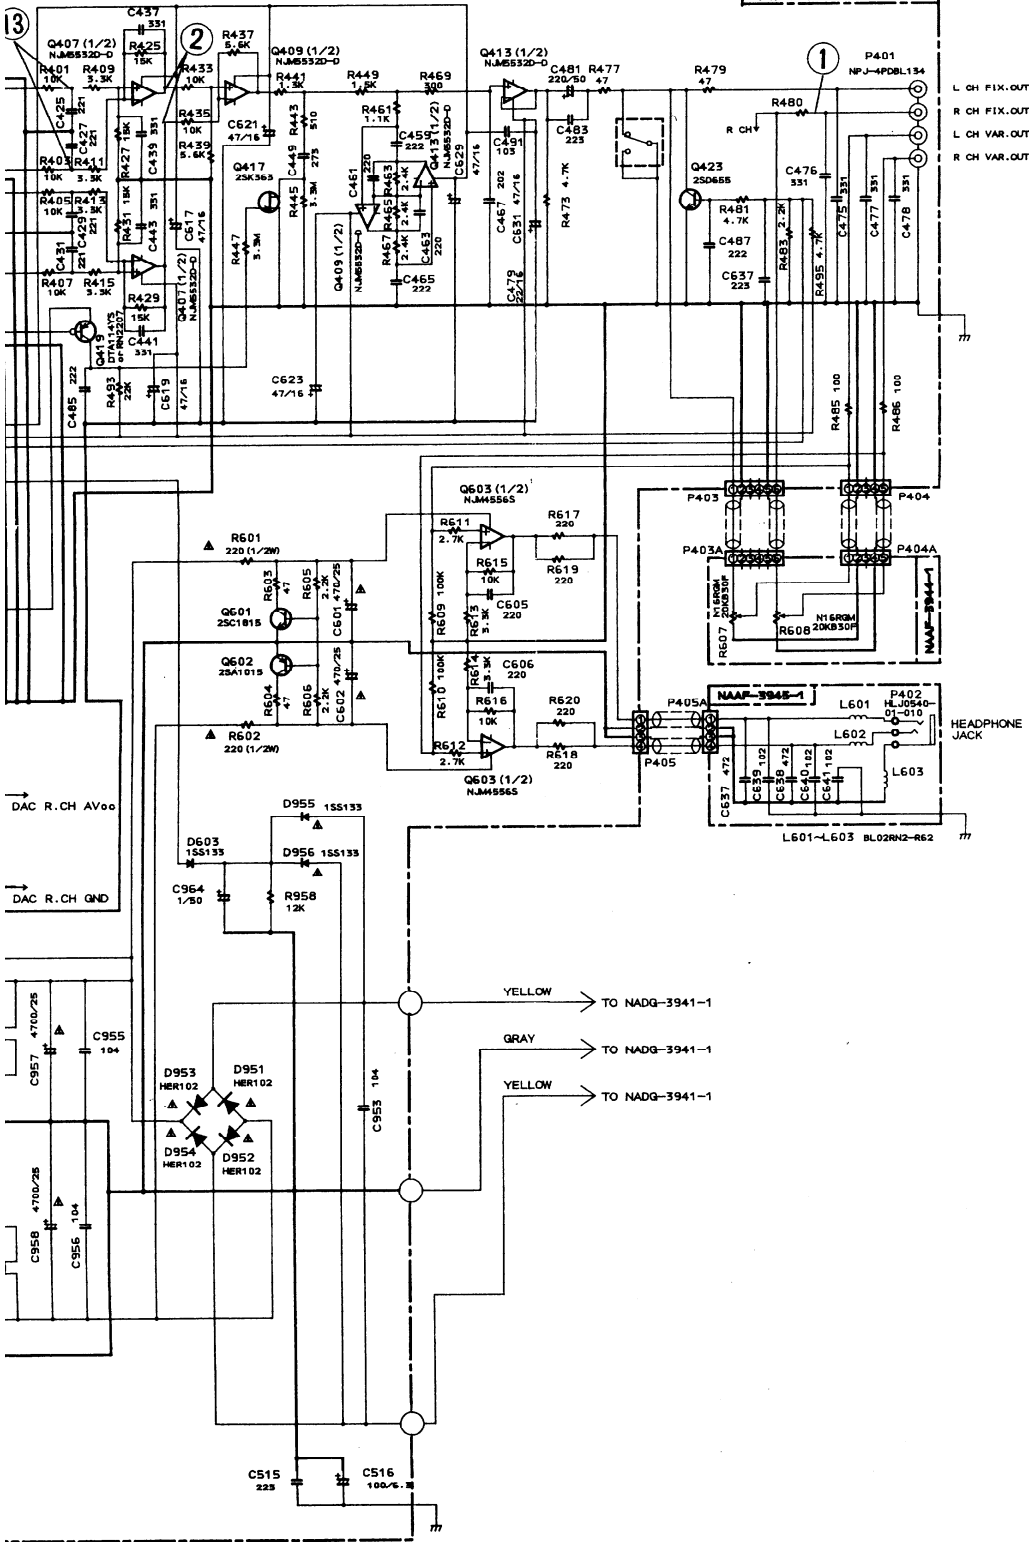 13
C437
331
2
R437
5.6K
Q407 (1/2)
NJM5532D-D
R425
15K
Q409 (1/2)
NJM5532D-D
Q413 (1/2)
NJM5532D-D
1
P401
NPJ-4PDBL134
R401
10K
R409
3.3K
R433
10K
R441
1.3K
R449
1.5K
R469
300
C481
220/50
R477
47
R479
47
L CH FIX.OUT
C425
221
R435
10K
C621
47/16
R443
510
R461
1.1K
C459
222
Q413 (1/2)
NJM5532D-D
C491
103
C483
223
R CH
R480
R CH FIX.OUT
L CH VAR.OUT
R CH VAR.OUT
C427
221
R427
15K
C439
331
R439
5.6K
R403
10K
R411
3.3K
Q417
2SK363
C449
273
C461
220
R463
2.4K
C629
47/16
C467
202
C631
47/16
R473
4.7K
Q423
2SD655
C476
331
R405
10K
R413
3.3K
R431
15K
C443
331
C617
47/16
R447
3.3M
R445
3.3M
R465
2.4K
R467
2.4K
C463
220
R481
4.7K
C475
331
C477
331
C478
331
C431
221
C429
221
Q407 (1/2)
NJM5532D-D
Q409 (1/2)
NJM5532D-D
C465
222
C479
22/16
C487
222
C637
223
R483
2.2K
R495
4.7K
R407
10K
R415
3.3K
R429
15K
C441
331
Q419
DTA114YS
or RN2207
C485
222
R493
22K
C619
47/16
C623
47/16
R485 100
R486 100
Q603 (1/2)
NJM4556S
P403
P404
R601
220 (1/2W)
R611
2.7K
R617
220
R615
10K
R619
220
P403A
P404A
R603
47
R605
2.2K
C601
470/25
R609
100K
R613
3.3K
C605
220
N16RGM
20KB30F
R607
N16RGM
20KB30F
R608
NAAF-3944-1
Q601
2SC1815
Q602
2SA1015
R604
47
R606
2.2K
C602
470/25
R610
100K
R614
3.3K
C606
220
R616
10K
R620
220
R602
220 (1/2W)
R612
2.7K
R618
220
Q603 (1/2)
NJM4556S
P405
P405A
NAAF-3945-1
L601
L602
L603
P402
HLJ0540-
01-010
HEADPHONE
JACK
C637
472
C639
102
C638
472
C640
102
C641
102
L601~L603 BL02RN2-R62
DAC R.CH AVoo
D955 1SS133
D603
1SS133
D956 1SS133
DAC R.CH GND
C964
1/50
R958
12K
YELLOW
TO NADG-3941-1
GRAY
TO NADG-3941-1
YELLOW
TO NADG-3941-1
C957
4700/25
C955
104
D953
HER102
D951
HER102
C953
104
D954
HER102
D952
HER102
C958
4700/25
C956
104
C515
223
C516
100/6.3